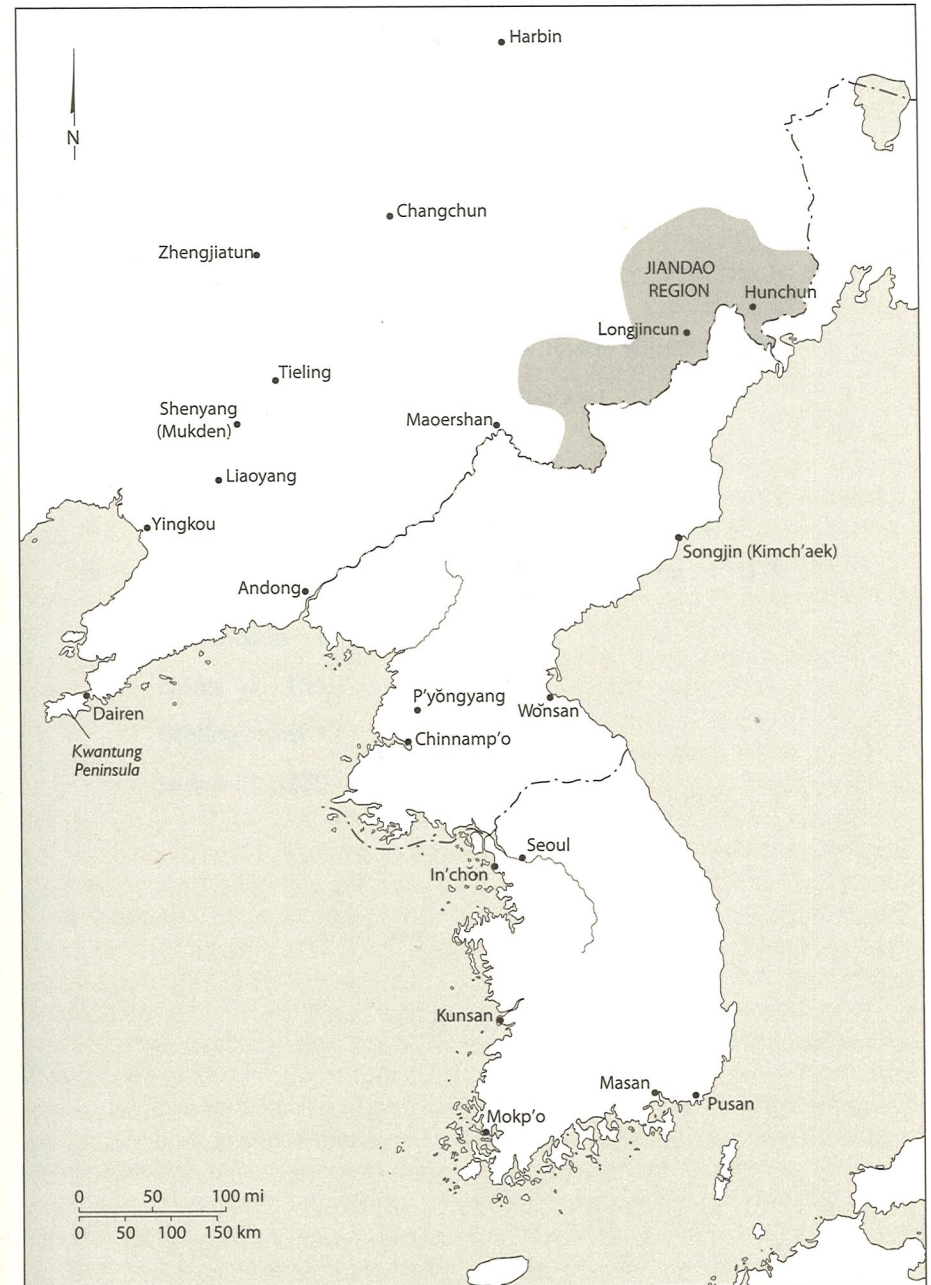 Harbin
N
Changchun
Zhengjiatun
JIANDAO
REGION
Hunchun
Longjincun
Tieling
Shenyang
(Mukden)
Maoershan
Liaoyang
Yingkou
Songjin (Kimch'aek)
Andong
P'yŏngyang
Wŏnsan
Dairen
Chinnamp'o
Kwantung
Peninsula
Seoul
In'chŏn
Kunsan
Masan
Pusan
Mokp'o
0 50 100 mi
0 50 100 150 km